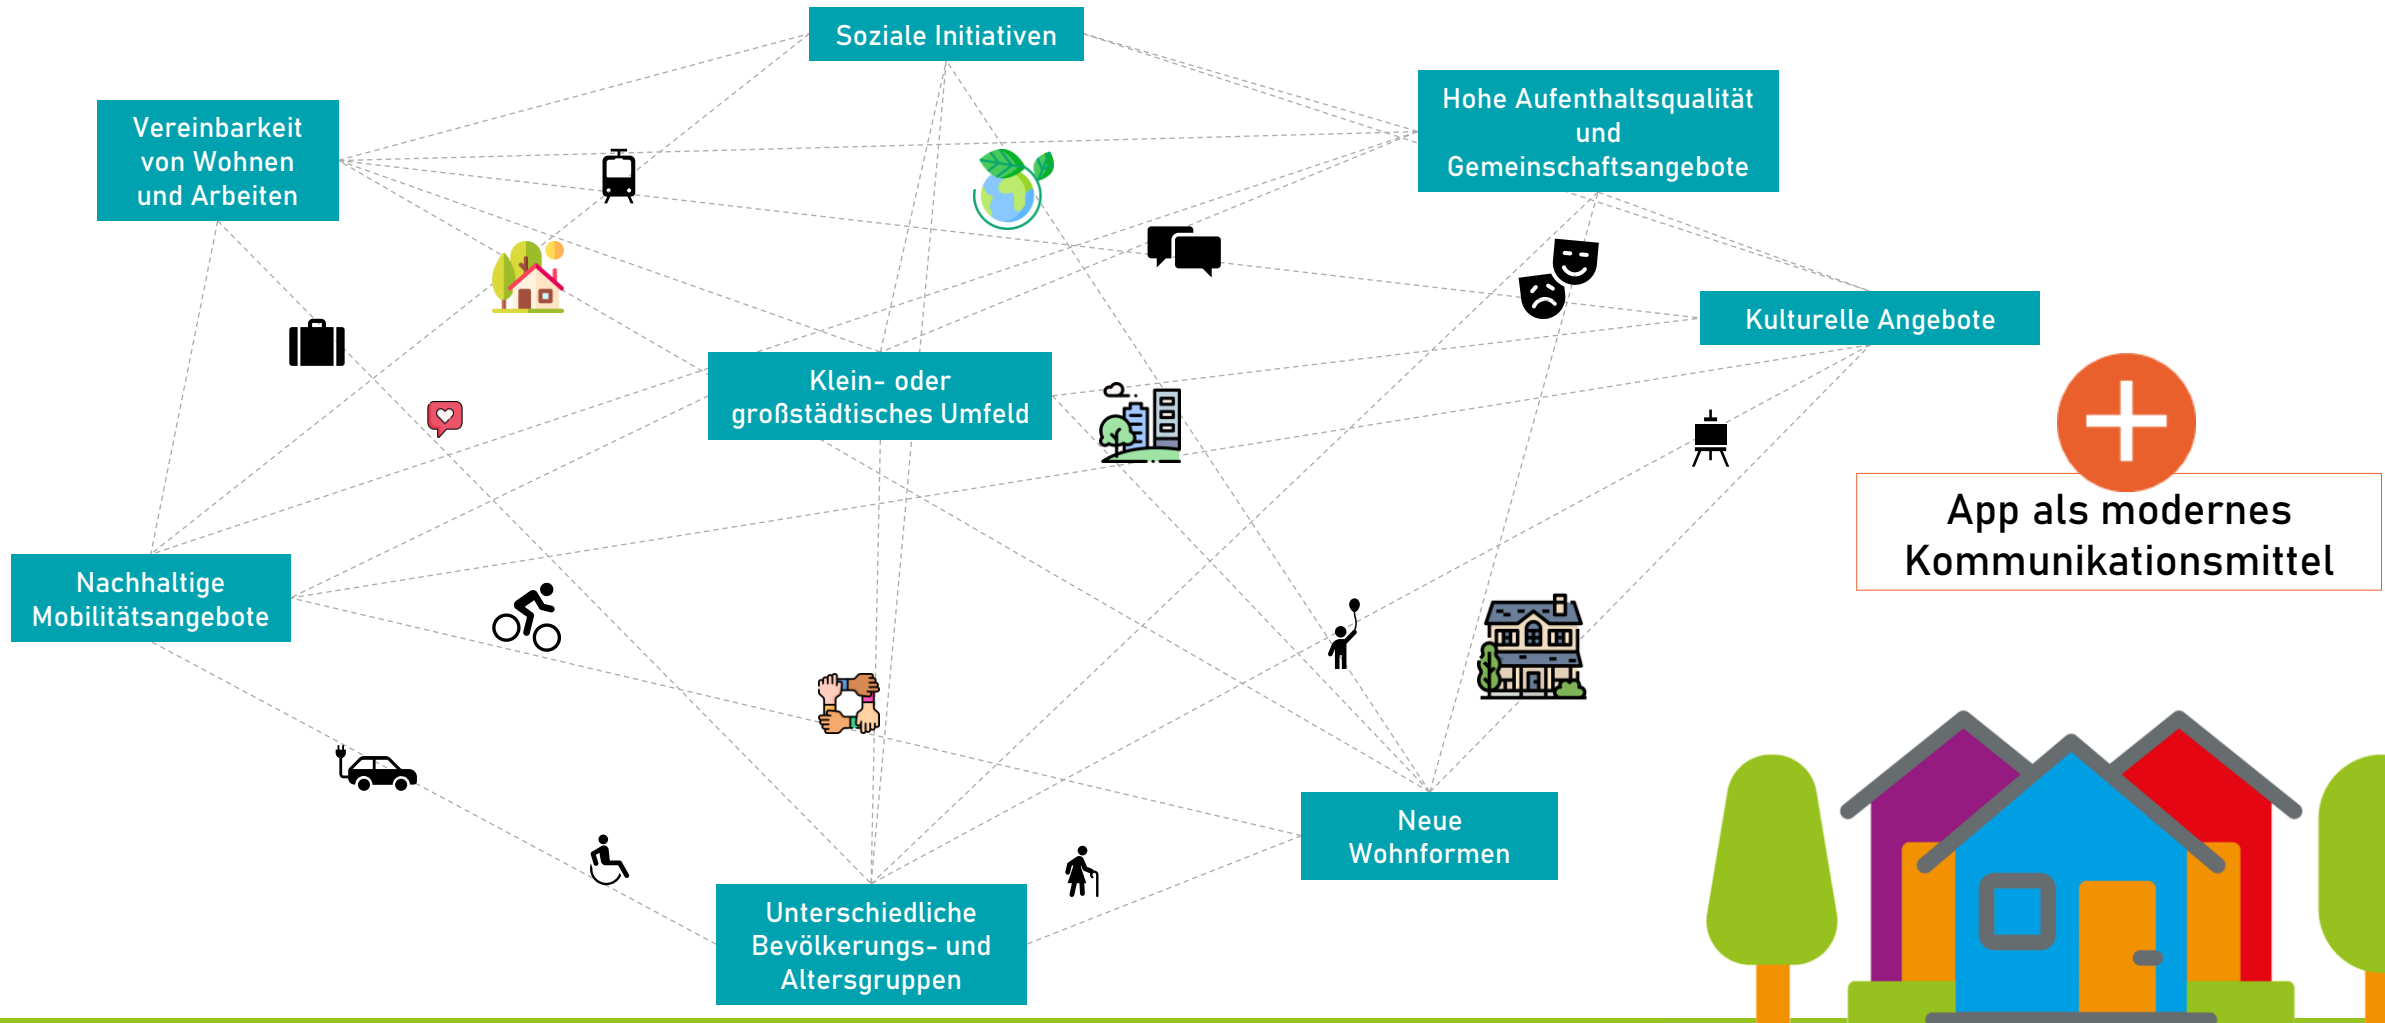 Soziale Initiativen
Vereinbarkeit
von Wohnen
und Arbeiten
Hohe Aufenthaltsqualität
und
Gemeinschaftsangebote
Kulturelle Angebote
Klein- oder
großstädtisches Umfeld
App als modernes
Kommunikationsmittel
Nachhaltige
Mobilitätsangebote
Neue
Wohnformen
Unterschiedliche
Bevölkerungs- und
Altersgruppen